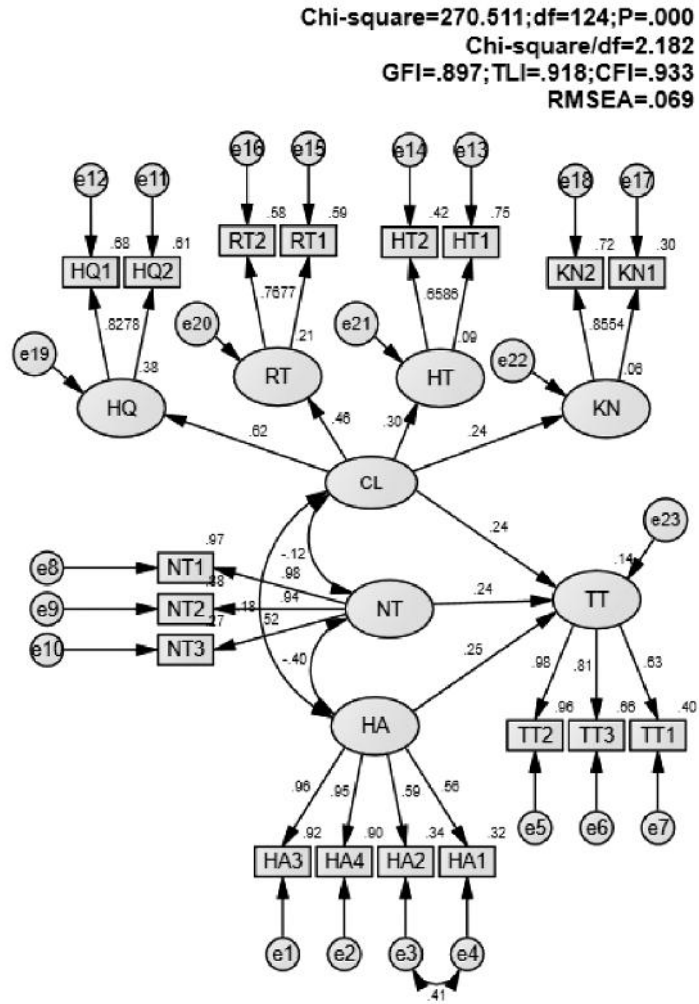 Chi-square=270.511;df=124;P=.000
Chi-square/df=2.182
GFI=.897;TLI=.918;CFI=.933
RMSEA=.069
e12 e11 e16 e15 e14 e13 e18 e17
.68 .61 .58 .59 .42 .75 .72 .30
HQ1 HQ2 RT2 RT1 HT2 HT1 KN2 KN1
.8278 .7677 .6586 .8554
e19 e20 e21 e22
.38 .21 .09 .06
HQ RT HT KN
.62 .46 .30 .24
CL
.24 e23
-.12 .14
.97
e8 NT1 .98
.88
e9 NT2 .18 .94 NT .24 TT
.27 .52
e10 NT3
-.40 .25
.98 .81 .63
HA
.96 .66 .40
TT2 TT3 TT1
.96 .95 .59 .56
e5 e6 e7
.92 .90 .34 .32
HA3 HA4 HA2 HA1
e1 e2 e3 e4
.41